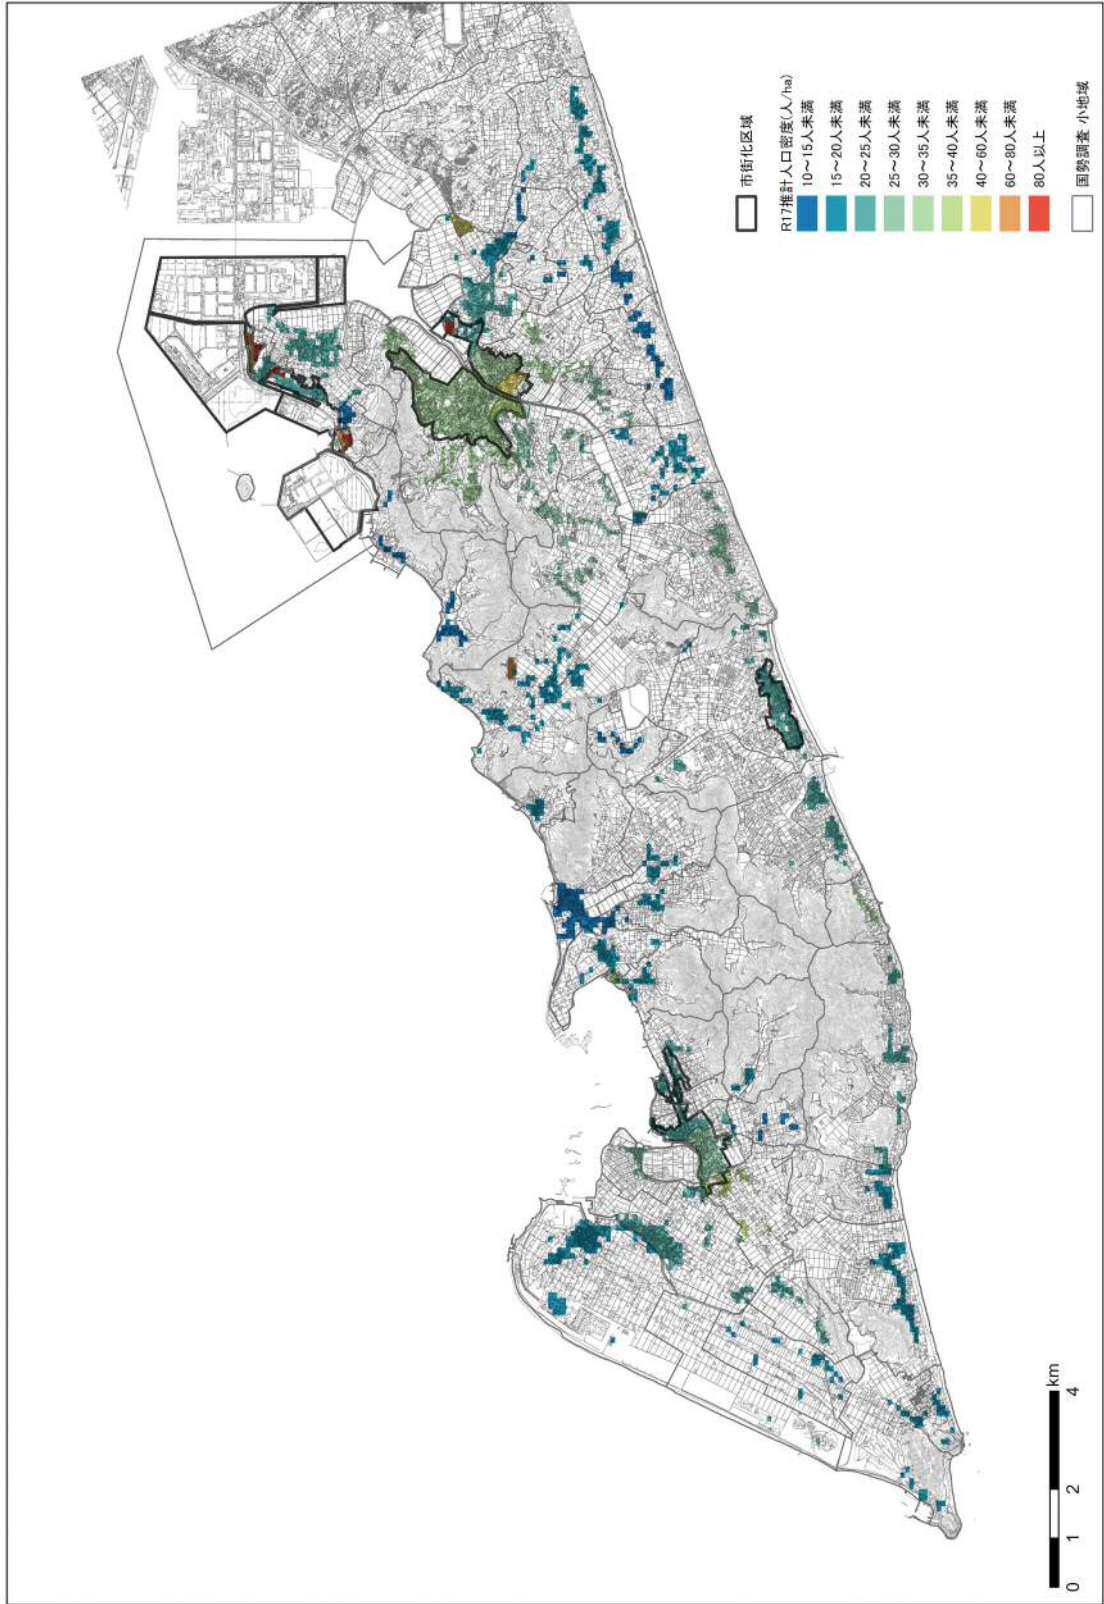 市街化区域
R17推計人口密度(人/ha)
10～15人未満
15～20人未満
20～25人未満
25～30人未満
30～35人未満
35～40人未満
40～60人未満
60～80人未満
80人以上
国勢調査 小地域
km
0 1 2 4